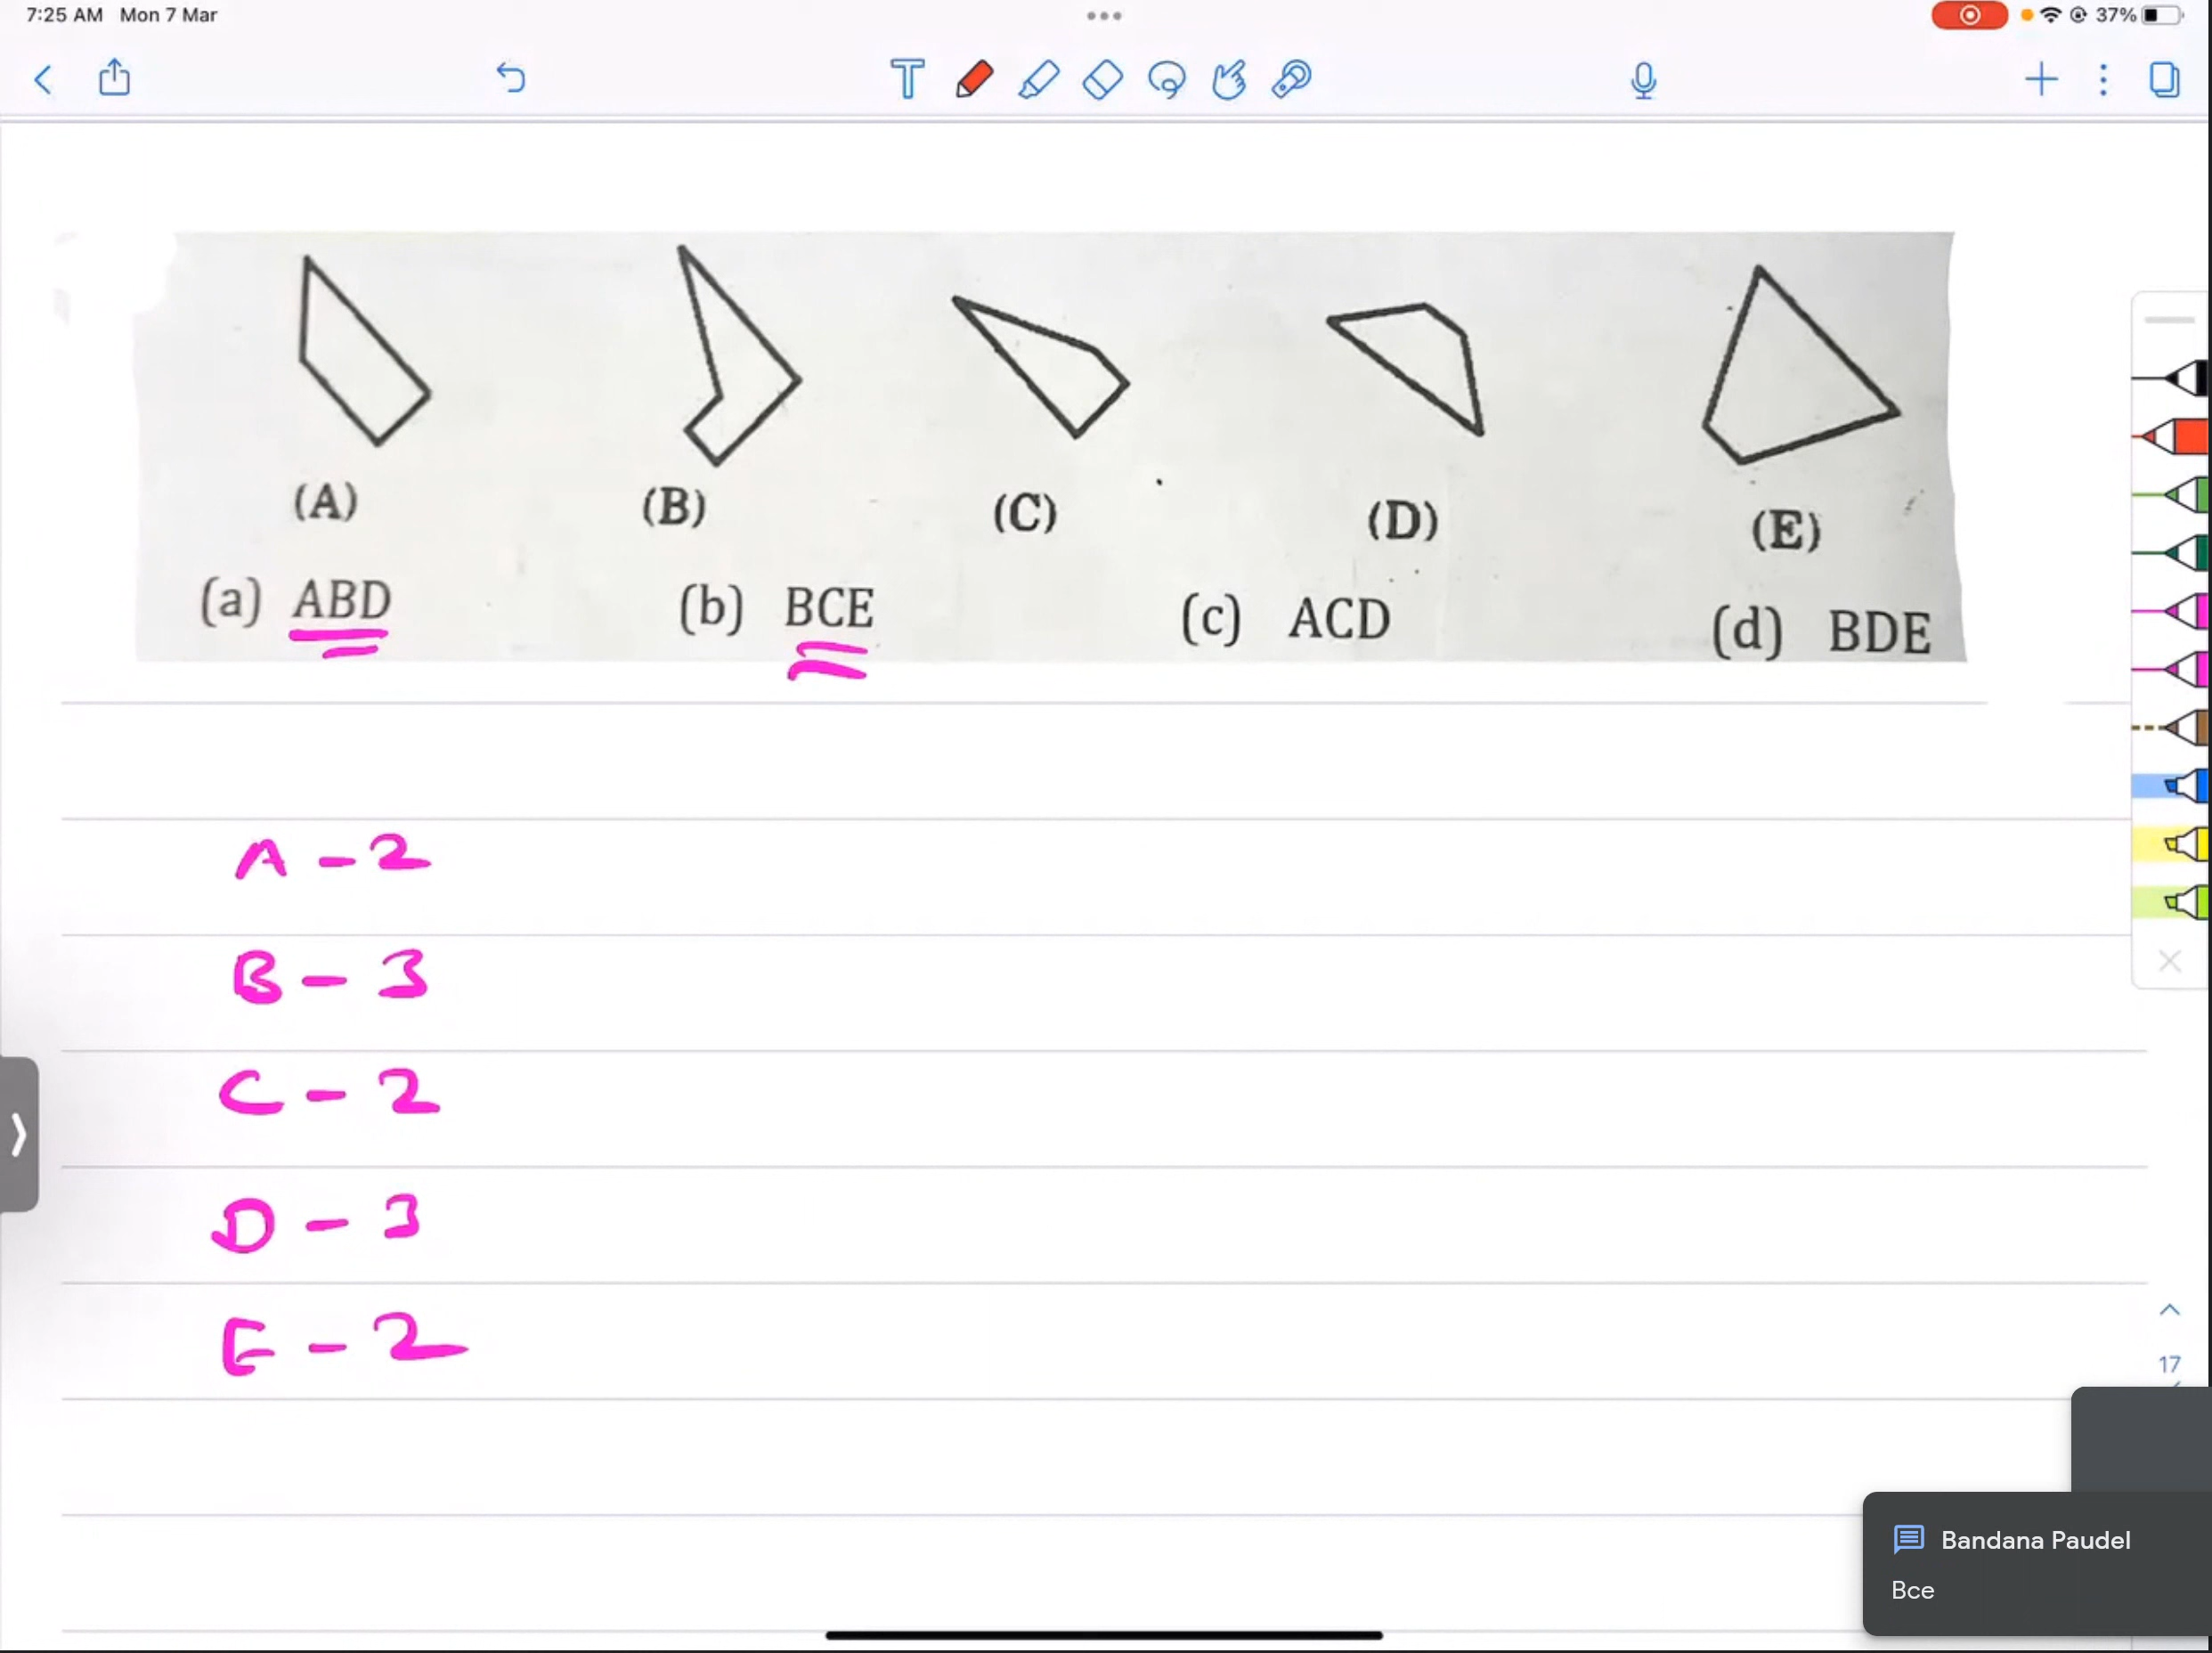 7:25 AM Mon 7 Mar
37%
T
(A) (B) (C) (D) (E)
(a) ABD (b) BCE (c) ACD (d) BDE
A - 2
B - 3
C - 2
D - 3
E - 2
17
Bandana Paudel
Bce